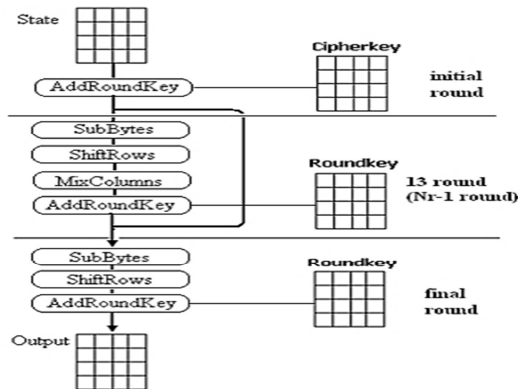 State
Cipherkey
AddRoundKey
initial
round
SubBytes
ShiftRows
MixColumns
AddRoundKey
Roundkey
13 round
(Nr-1 round)
SubBytes
ShiftRows
AddRoundKey
Roundkey
final
round
Output